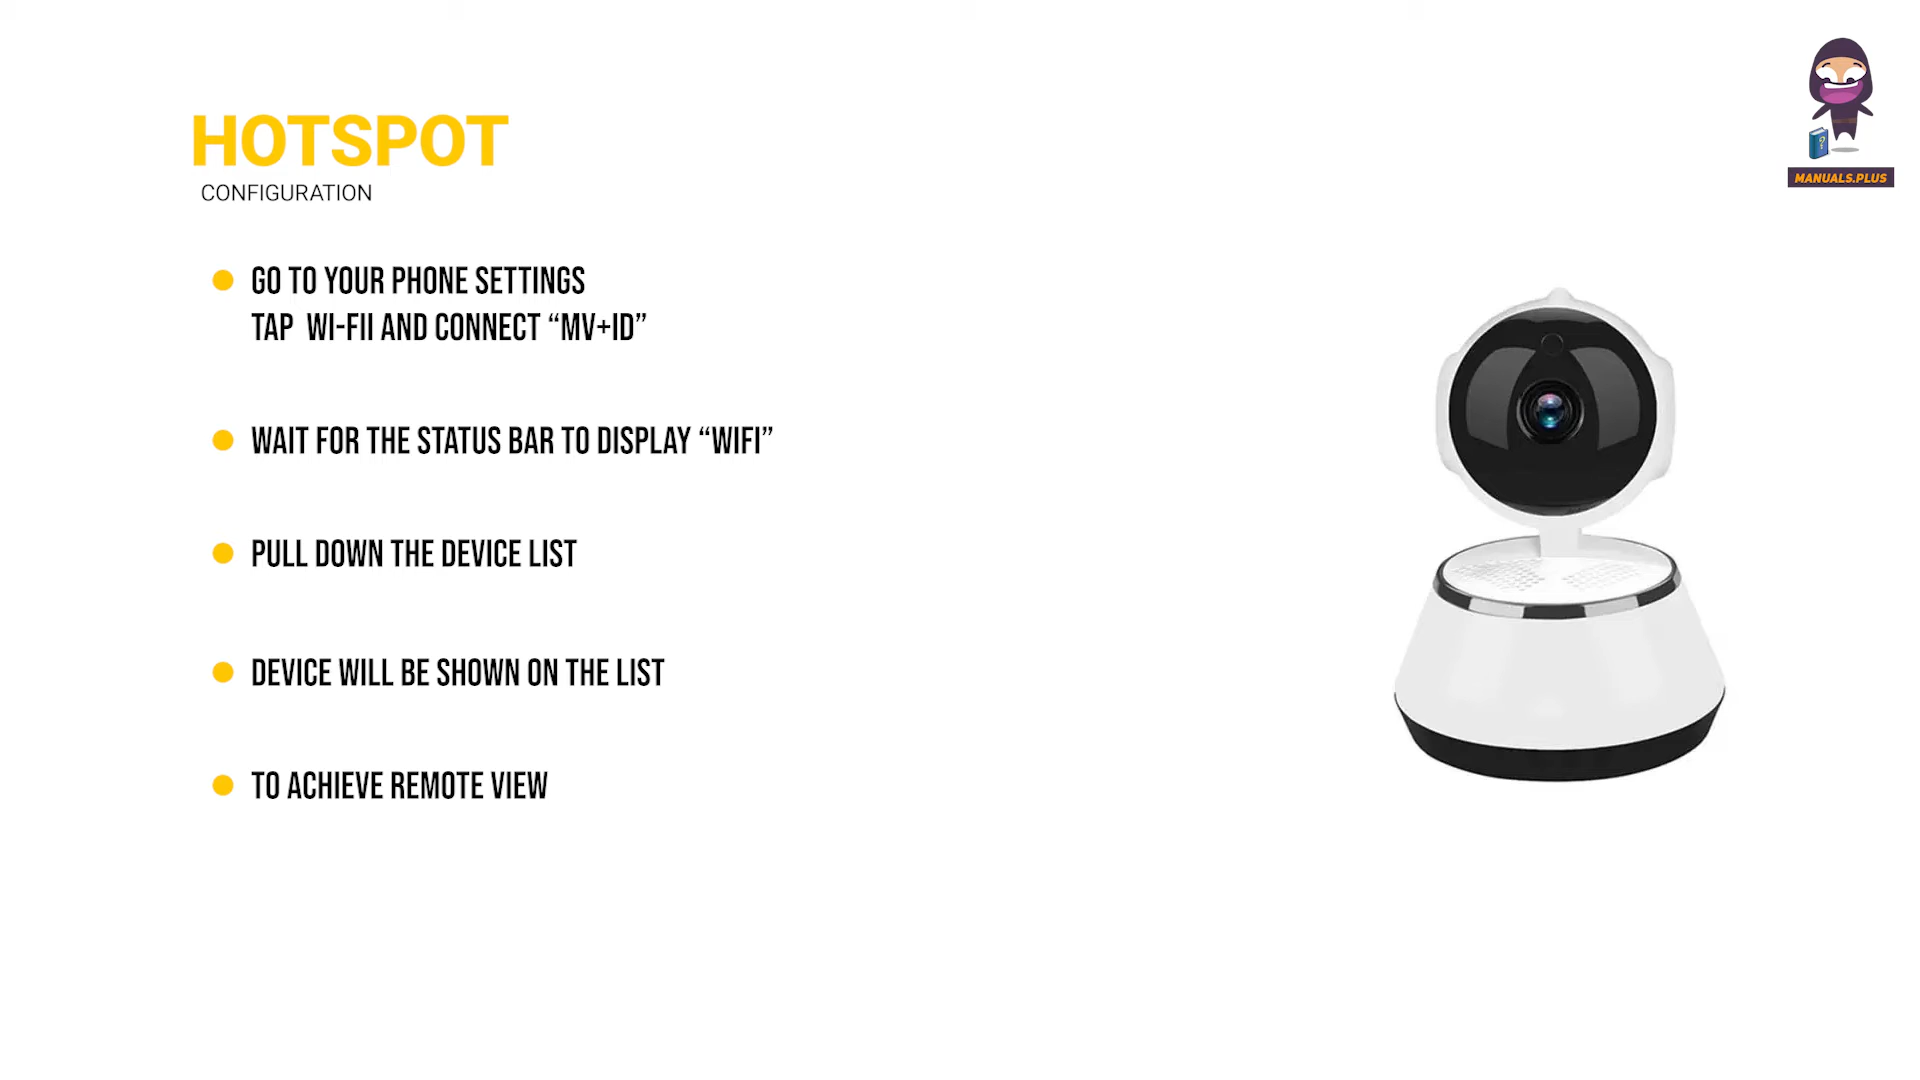 HOTSPOT
CONFIGURATION
GO TO YOUR PHONE SETTINGS
TAP WI-FII AND CONNECT “MV+ID”
WAIT FOR THE STATUS BAR TO DISPLAY “WIFI”
PULL DOWN THE DEVICE LIST
DEVICE WILL BE SHOWN ON THE LIST
TO ACHIEVE REMOTE VIEW
?
MANUALS.PLUS